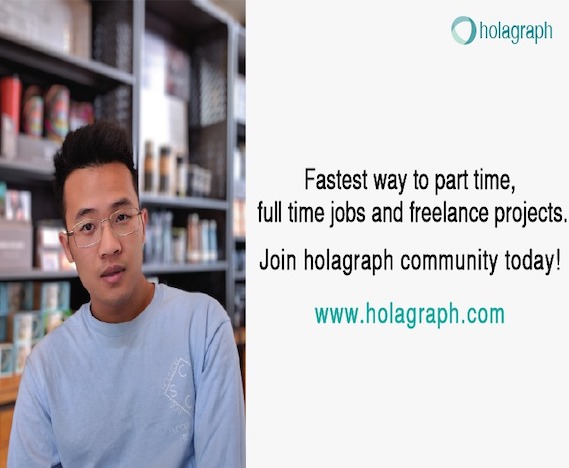 holagraph
Fastest way to part time,
full time jobs and freelance projects.
Join holagraph community today!
www.holagraph.com